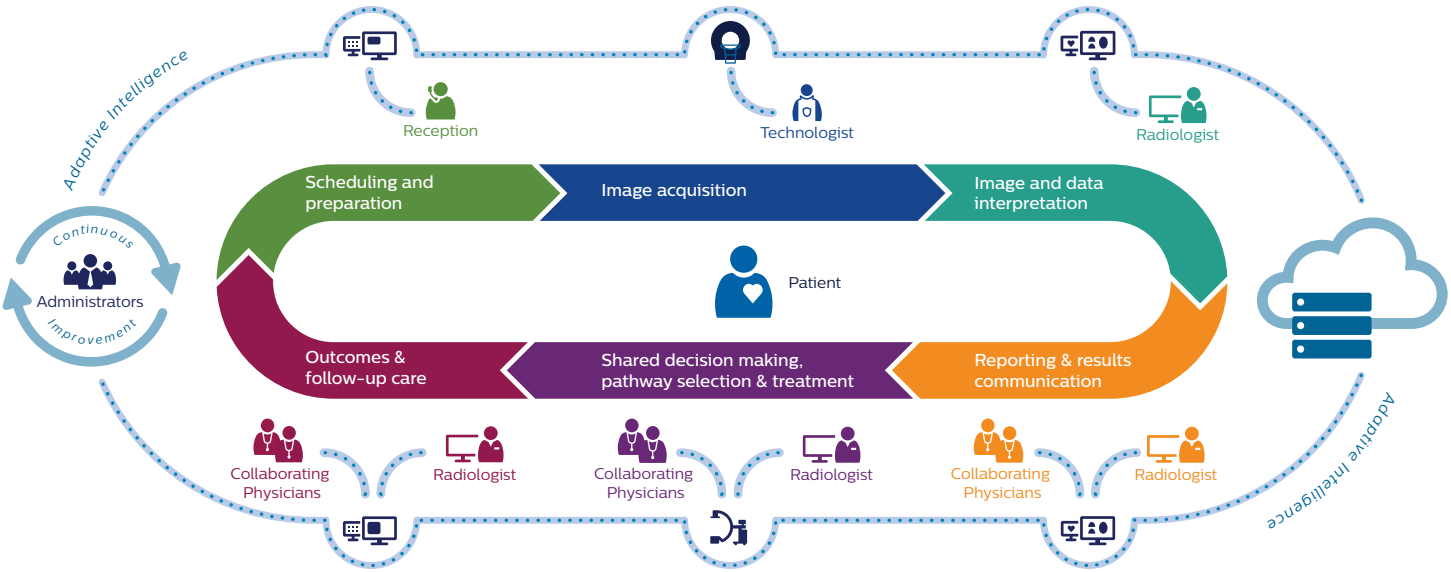 Adaptive Intelligence
Reception
Technologist
Radiologist
Scheduling and
preparation
Image acquisition
Image and data
interpretation
Continuous
Administrators
Improvement
Patient
Outcomes &
follow-up care
Shared decision making,
pathway selection & treatment
Reporting & results
communication
Collaborating
Physicians
Radiologist
Collaborating
Physicians
Radiologist
Collaborating
Physicians
Radiologist
Adaptive Intelligence